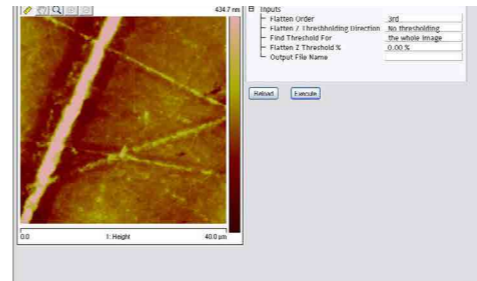 434.7 nm
Inputs
Flatten Order 3rd
Flatten Z Threshholding Direction No thresholding
Find Threshold For the whole image
Flatten Z Threshold % 0.00 %
Output File Name
Reload Execute
0.0 1: Height 40.0 µm